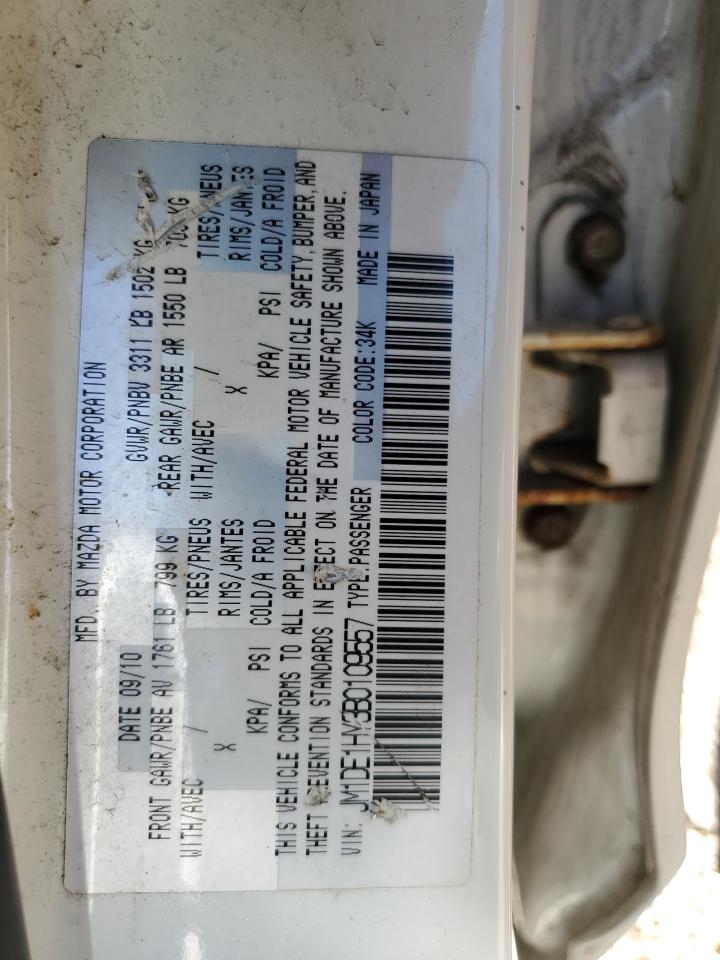 MFD. BY MAZDA MOTOR CORPORATION
DATE 09/10 GVWR/PNBV 3311 LB 1502 KG
FRONT GAWR/PNBE AV 1761 LB 799 KG REAR GAWR/PNBE AR 1550 LB KG
WITH/AVEC / TIRES/PNEUS WITH/AVEC / TIRES/PNEUS
X RIMS/JANTES X RIMS/JANTES
KPA/ PSI COLD/A FROID KPA/ PSI COLD/A FROID
THIS VEHICLE CONFORMS TO ALL APPLICABLE FEDERAL MOTOR VEHICLE SAFETY, BUMPER, AND
THEFT PREVENTION STANDARDS IN EFFECT ON THE DATE OF MANUFACTURE SHOWN ABOVE.
VIN: JM1DE1HY3B0109557 TYPE:PASSENGER COLOR CODE:34K MADE IN JAPAN